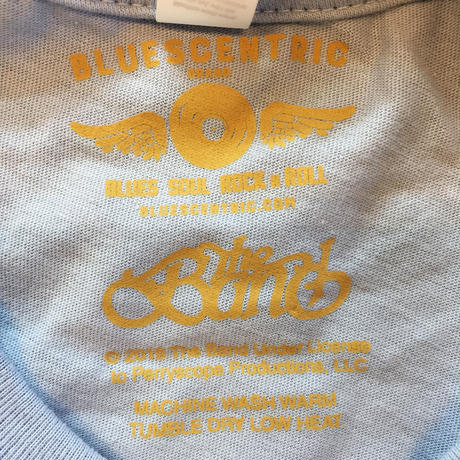 BLUESCENTRIC
BLUES SOUL ROCK N ROLL
BLUESCENTRIC.COM
the
Band
© 2018 The Band Under License
to Perryscope Productions, LLC
MACHINE WASH WARM
TUMBLE DRY LOW HEAT